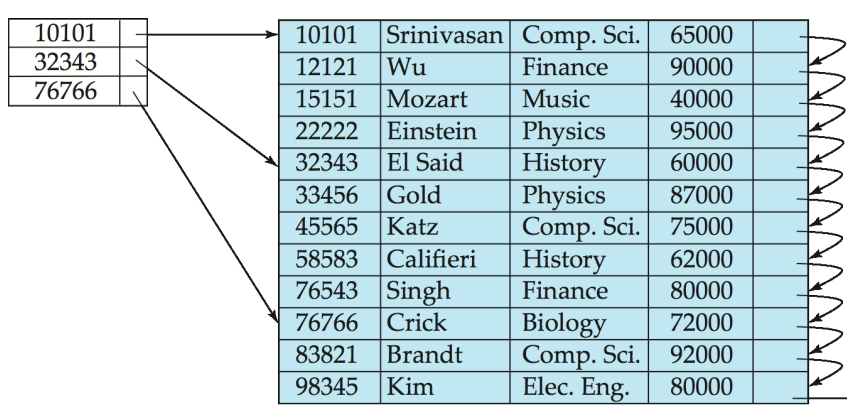 10101
32343
76766
10101 Srinivasan Comp. Sci. 65000
12121 Wu Finance 90000
15151 Mozart Music 40000
22222 Einstein Physics 95000
32343 El Said History 60000
33456 Gold Physics 87000
45565 Katz Comp. Sci. 75000
58583 Califieri History 62000
76543 Singh Finance 80000
76766 Crick Biology 72000
83821 Brandt Comp. Sci. 92000
98345 Kim Elec. Eng. 80000